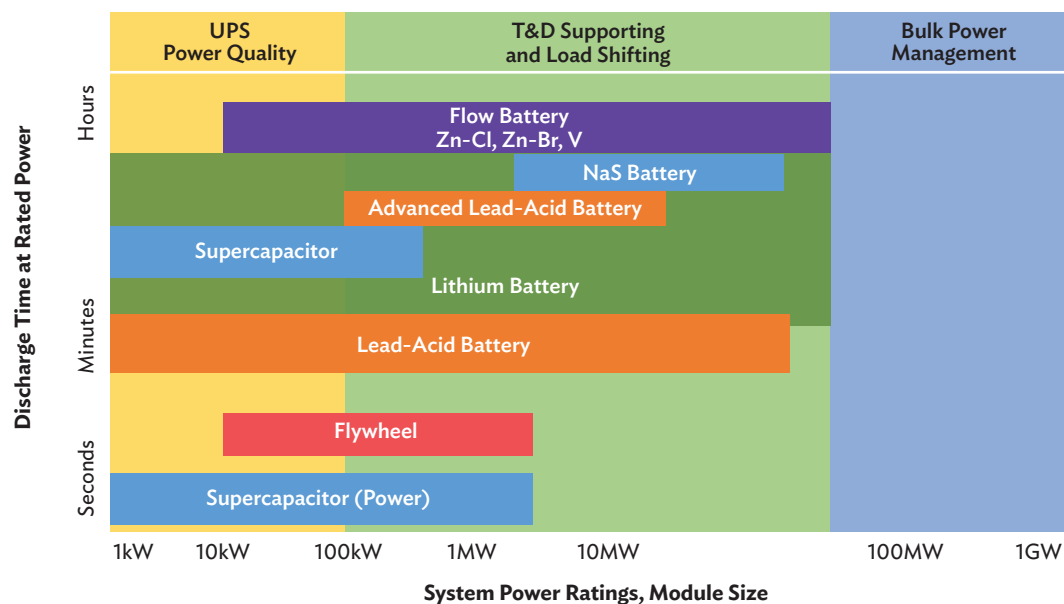 UPS
Power Quality
T&D Supporting
and Load Shifting
Bulk Power
Management
Discharge Time at Rated Power
Hours
Minutes
Seconds
Flow Battery
Zn-Cl, Zn-Br, V
NaS Battery
Advanced Lead-Acid Battery
Supercapacitor
Lithium Battery
Lead-Acid Battery
Flywheel
Supercapacitor (Power)
1kW 10kW 100kW 1MW 10MW 100MW 1GW
System Power Ratings, Module Size